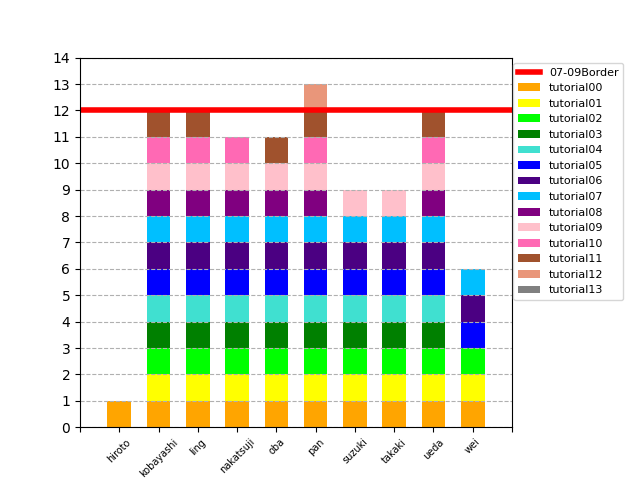 14
13
12
11
10
9
8
7
6
5
4
3
2
1
0
hiroto
kobayashi
ling
nakatsuji
oba
pan
suzuki
takaki
ueda
wei
07-09Border
tutorial00
tutorial01
tutorial02
tutorial03
tutorial04
tutorial05
tutorial06
tutorial07
tutorial08
tutorial09
tutorial10
tutorial11
tutorial12
tutorial13